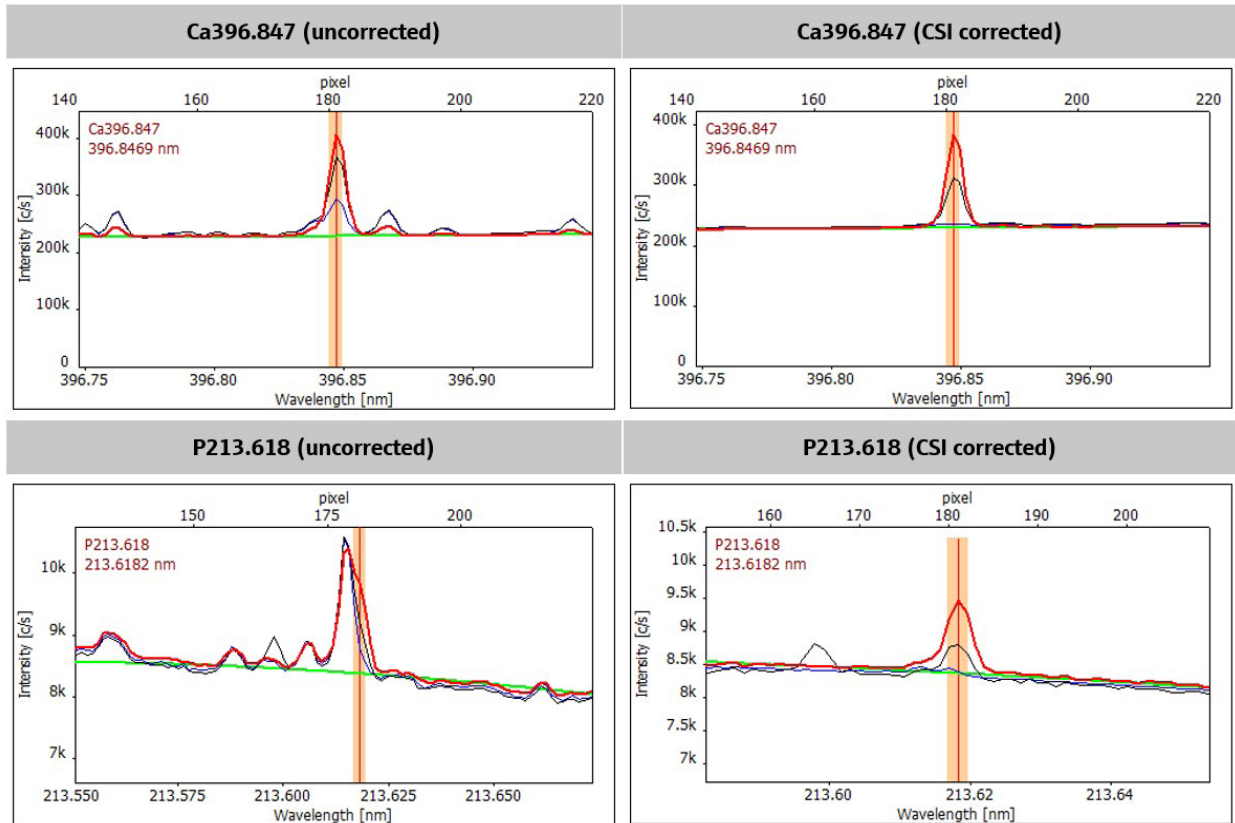 Ca396.847 (uncorrected)
Ca396.847 (CSI corrected)
pixel
140 160 180 200 220
Ca396.847
396.8469 nm
400k
300k
200k
100k
0
Intensity [c/s]
396.75 396.80 396.85 396.90
Wavelength [nm]
pixel
140 160 180 200 220
Ca396.847
396.8469 nm
400k
300k
200k
100k
0
Intensity [c/s]
396.75 396.80 396.85 396.90
Wavelength [nm]
P213.618 (uncorrected)
P213.618 (CSI corrected)
pixel
150 175 200
P213.618
213.6182 nm
10k
9k
8k
7k
Intensity [c/s]
213.550 213.575 213.600 213.625 213.650
Wavelength [nm]
pixel
160 170 180 190 200
P213.618
213.6182 nm
10.5k
10k
9.5k
9k
8.5k
8k
7.5k
7k
Intensity [c/s]
213.60 213.62 213.64
Wavelength [nm]